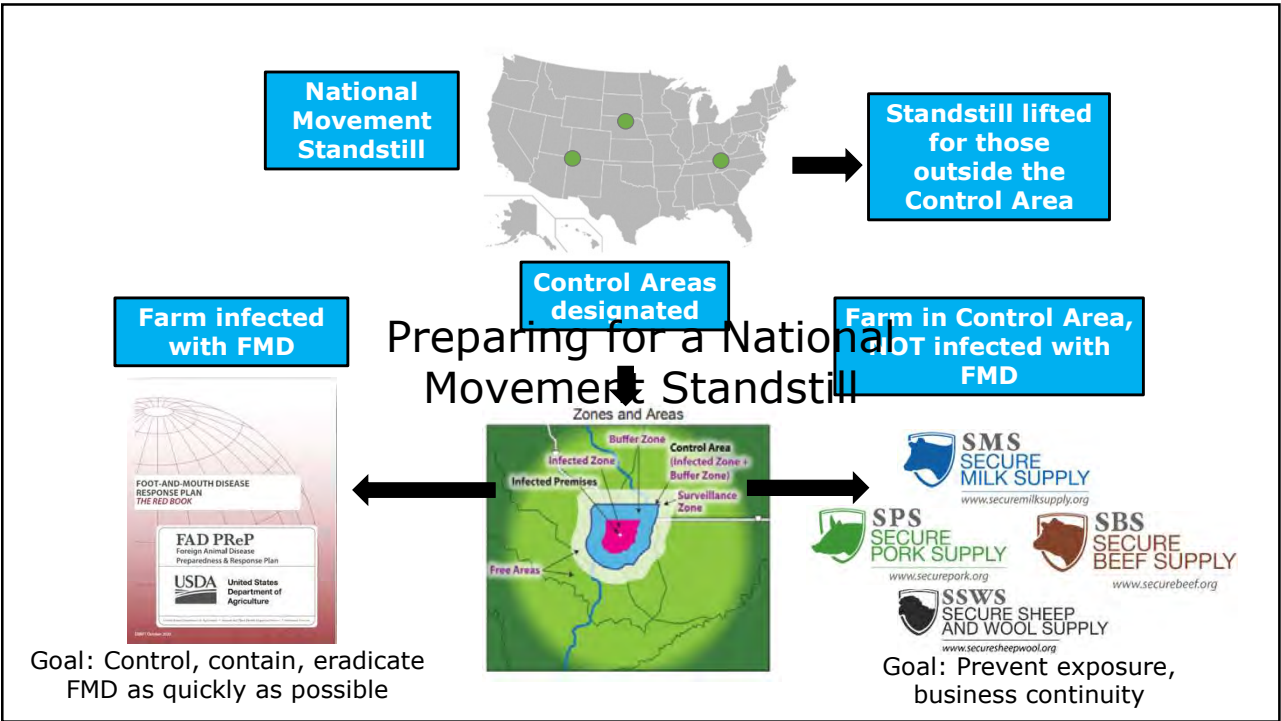 National
Movement
Standstill
Standstill lifted
for those
outside the
Control Area
Control Areas
designated
Farm infected
with FMD
Preparing for a National
Movement Standstill
Farm in Control Area,
NOT infected with
FMD
FOOT-AND-MOUTH DISEASE
RESPONSE PLAN
THE RED BOOK
FAD PReP
Foreign Animal Disease
Preparedness & Response Plan
USDA
United States
Department of
Agriculture
Goal: Control, contain, eradicate
FMD as quickly as possible
Zones and Areas
Buffer Zone
Control Area
(Infected Zone +
Buffer Zone)
Infected Zone
Infected Premises
Surveillance
Zone
Free Areas
SMS
SECURE
MILK SUPPLY
www.securemilksupply.org
SPS
SECURE
PORK SUPPLY
www.securepork.org
SBS
SECURE
BEEF SUPPLY
www.securebeef.org
SSWS
SECURE SHEEP
AND WOOL SUPPLY
www.securesheepwool.org
Goal: Prevent exposure,
business continuity